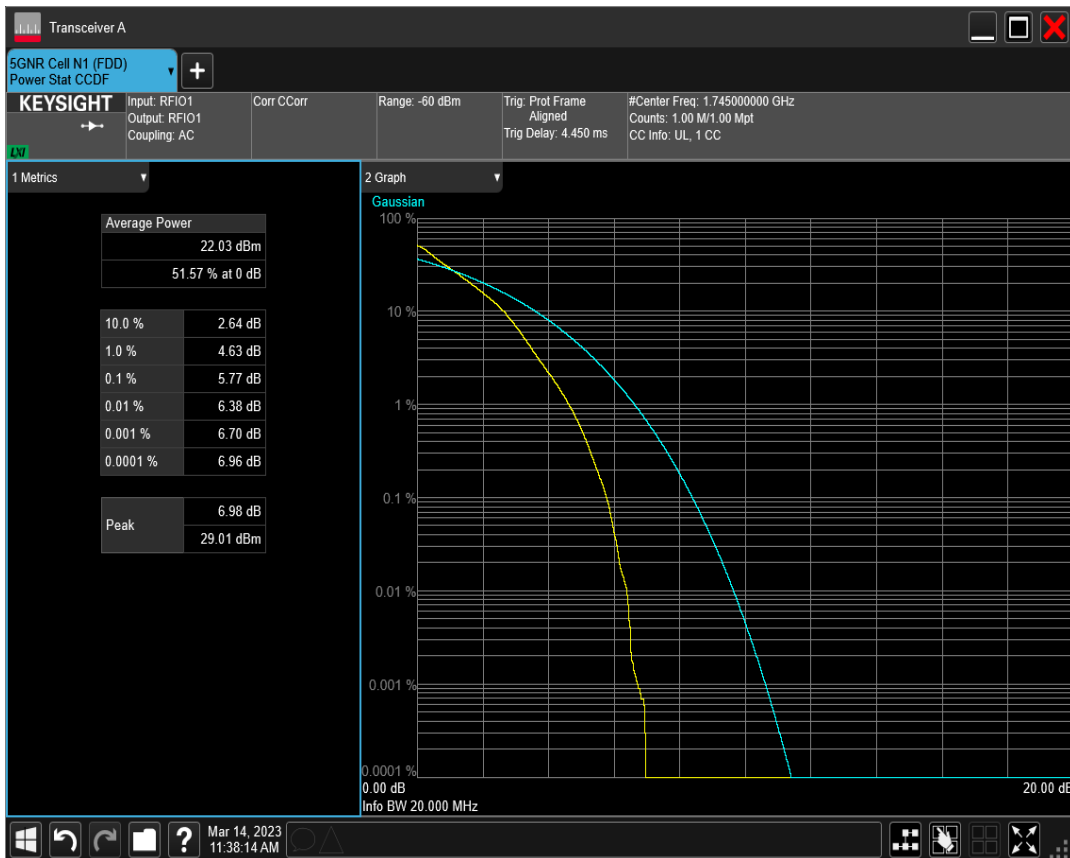 Transceiver A
5GNR Cell N1 (FDD)
Power Stat CCDF
+
KEYSIGHT
LXI
Input: RFIO1
Output: RFIO1
Coupling: AC
Corr CCorr
Range: -60 dBm
Trig: Prot Frame
Aligned
Trig Delay: 4.450 ms
#Center Freq: 1.745000000 GHz
Counts: 1.00 M/1.00 Mpt
CC Info: UL, 1 CC
1 Metrics
Average Power
22.03 dBm
51.57 % at 0 dB
10.0 % 2.64 dB
1.0 % 4.63 dB
0.1 % 5.77 dB
0.01 % 6.38 dB
0.001 % 6.70 dB
0.0001 % 6.96 dB
Peak 6.98 dB
29.01 dBm
2 Graph
Gaussian
100 %
10 %
1 %
0.1 %
0.01 %
0.001 %
0.0001 %
0.00 dB 20.00 dB
Info BW 20.000 MHz
?
Mar 14, 2023
11:38:14 AM